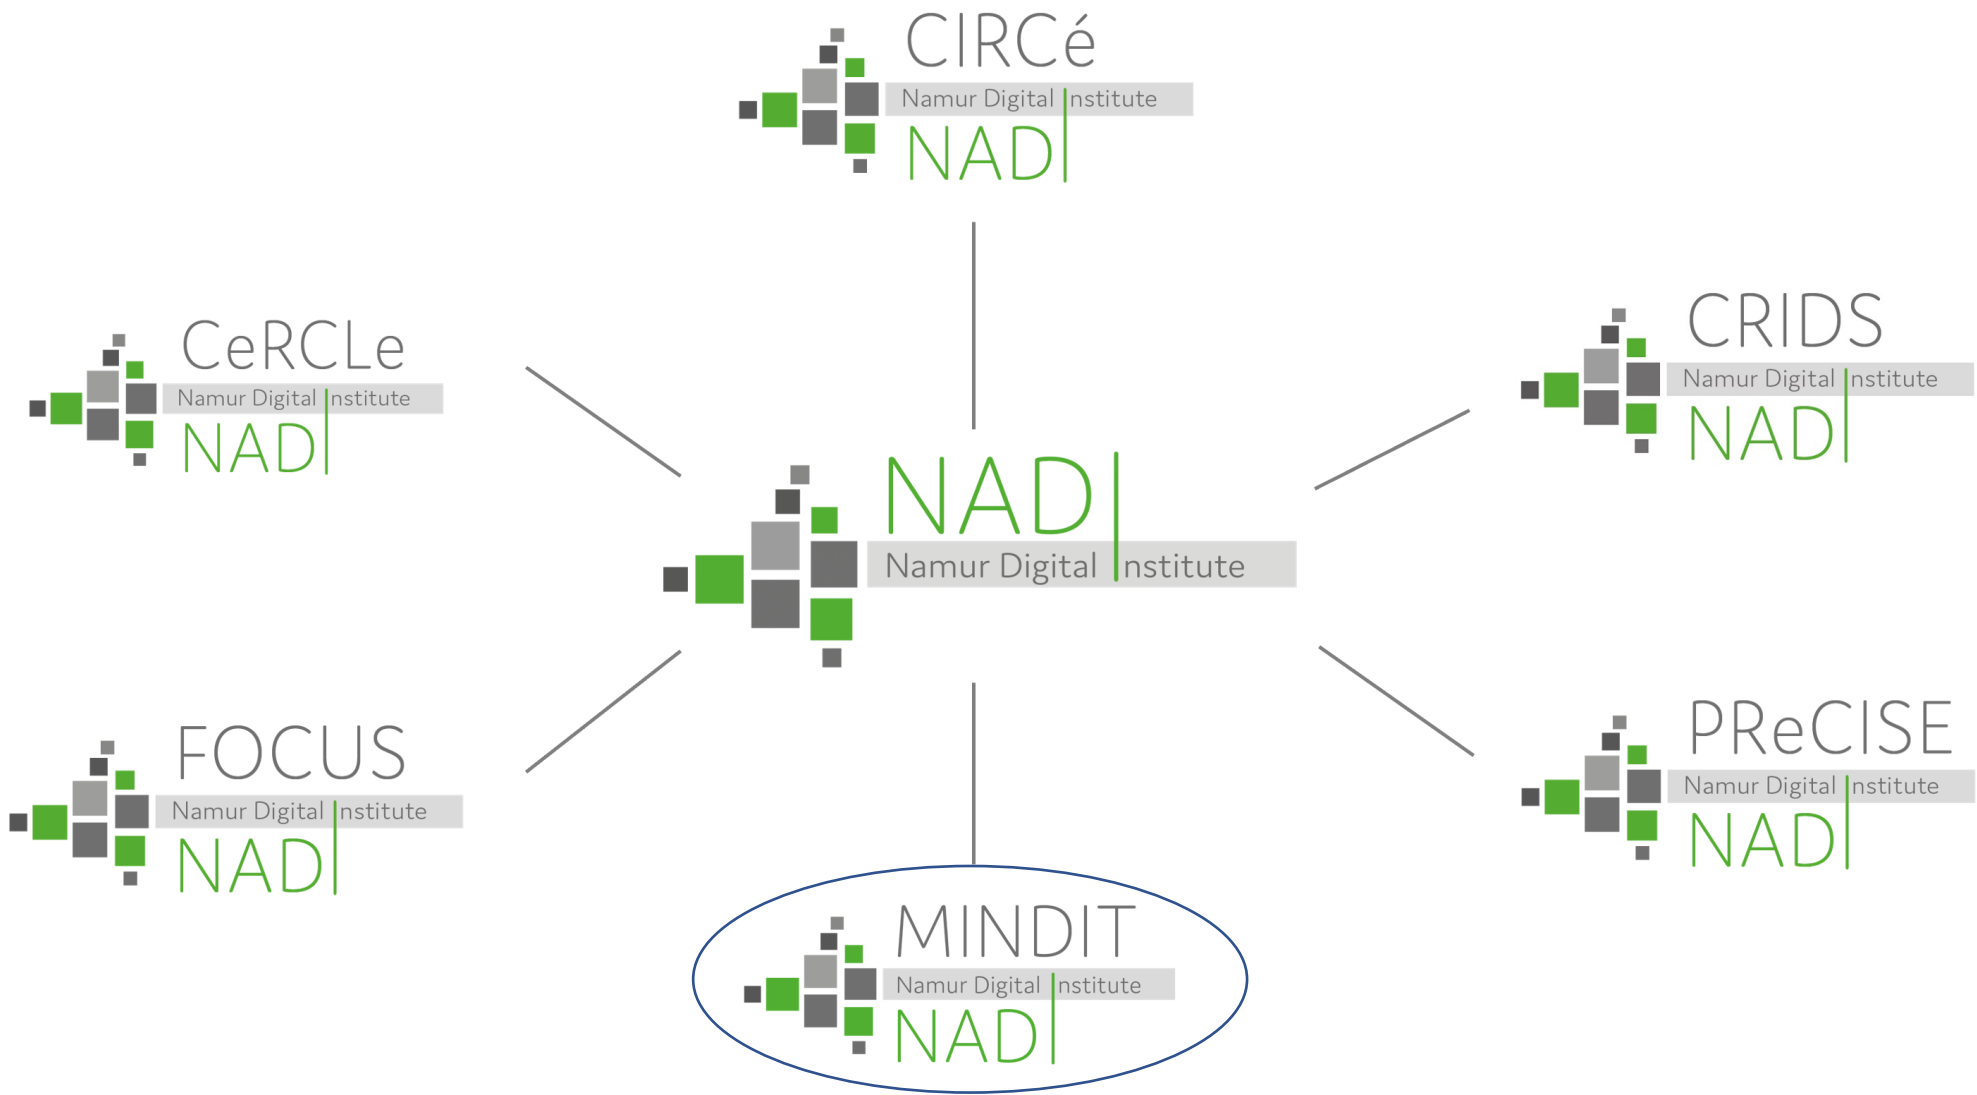 CIRCé
Namur Digital Institute
NADI
CeRCLe
Namur Digital Institute
NADI
CRIDS
Namur Digital Institute
NADI
NADI
Namur Digital Institute
FOCUS
Namur Digital Institute
NADI
PReCISE
Namur Digital Institute
NADI
MINDIT
Namur Digital Institute
NADI